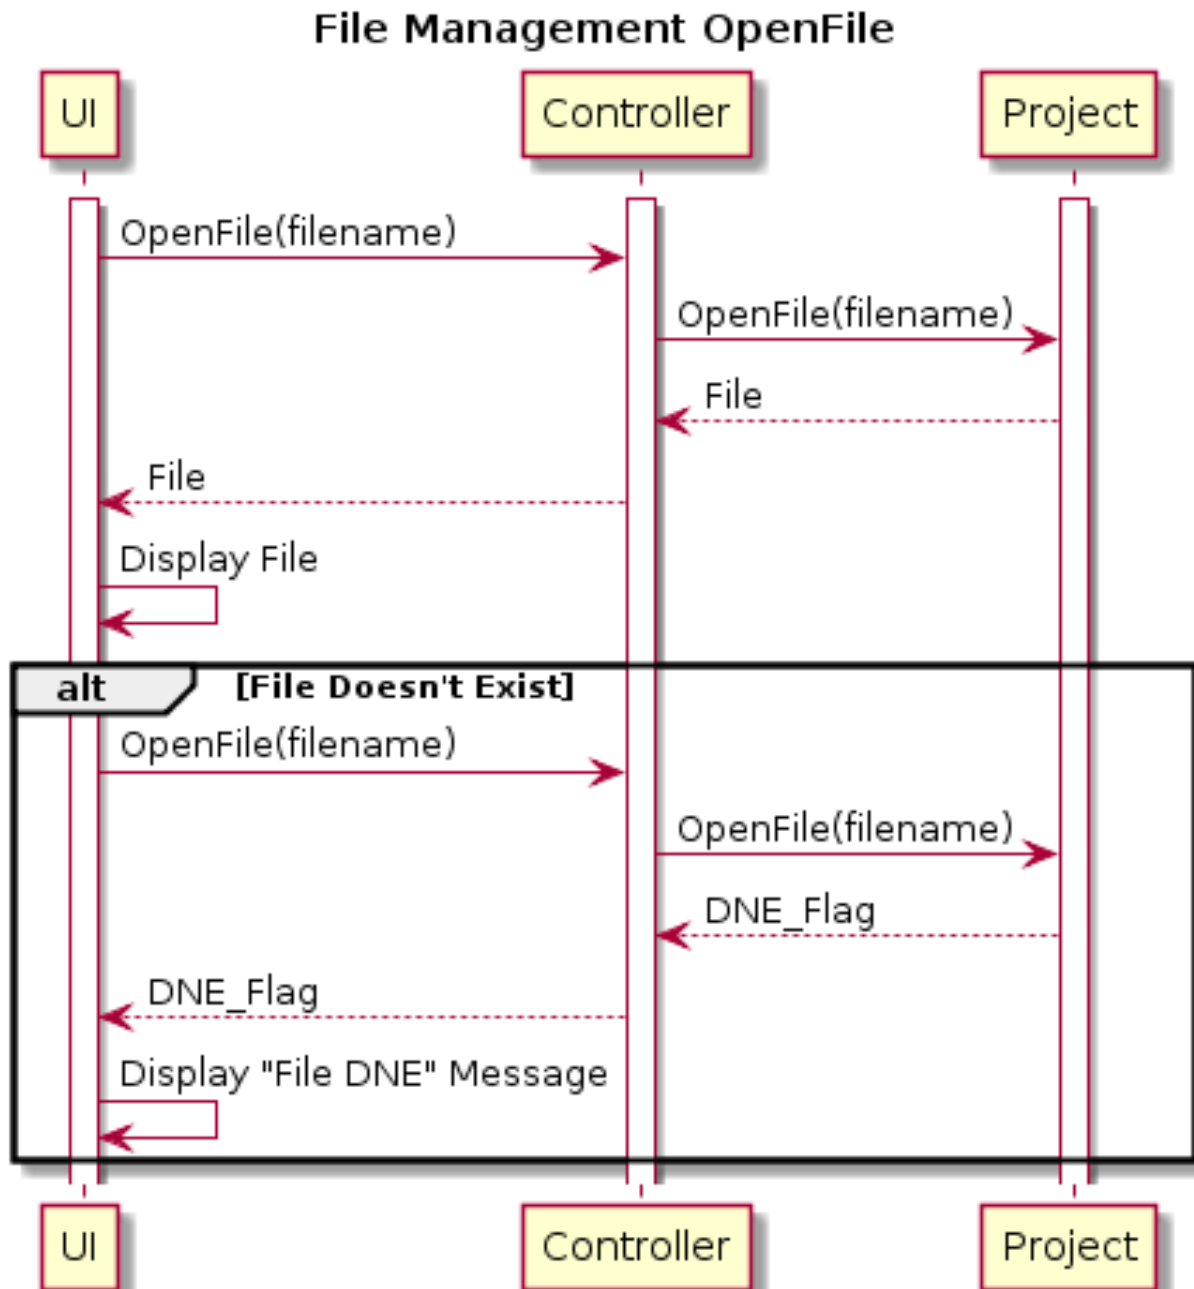 File Management OpenFile
UI
Controller
Project
OpenFile(filename)
OpenFile(filename)
File
File
Display File
alt
[File Doesn't Exist]
OpenFile(filename)
OpenFile(filename)
DNE_Flag
DNE_Flag
Display "File DNE" Message
UI
Controller
Project